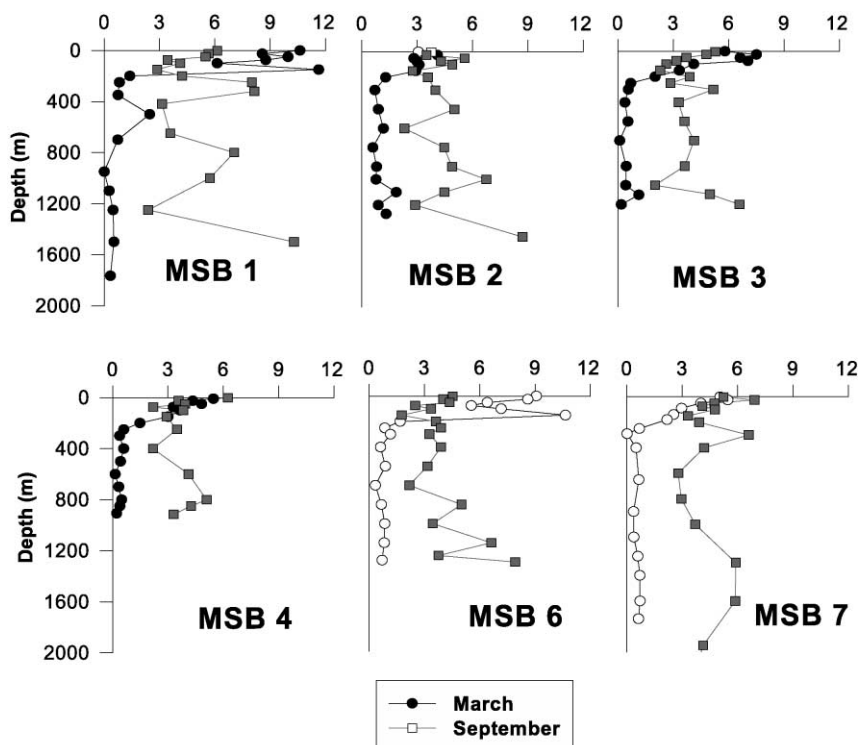 0 3 6 9 12
0 3 6 9 12
0 3 6 9 12
0
400
800
1200
1600
2000
Depth (m)
MSB 1
MSB 2
MSB 3
0 3 6 9 12
0 3 6 9 12
0 3 6 9 12
0
400
800
1200
1600
2000
Depth (m)
MSB 4
MSB 6
MSB 7
March
September